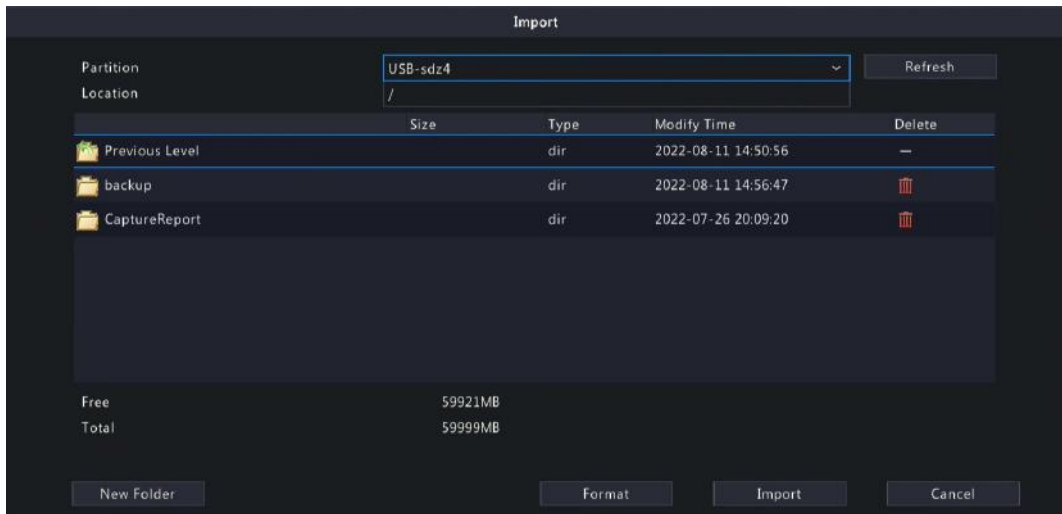 Import
Partition USB-sdz4 Refresh
Location /
Size Type Modify Time Delete
Previous Level dir 2022-08-11 14:50:56 —
backup dir 2022-08-11 14:56:47
CaptureReport dir 2022-07-26 20:09:20
Free 59921MB
Total 59999MB
New Folder Format Import Cancel